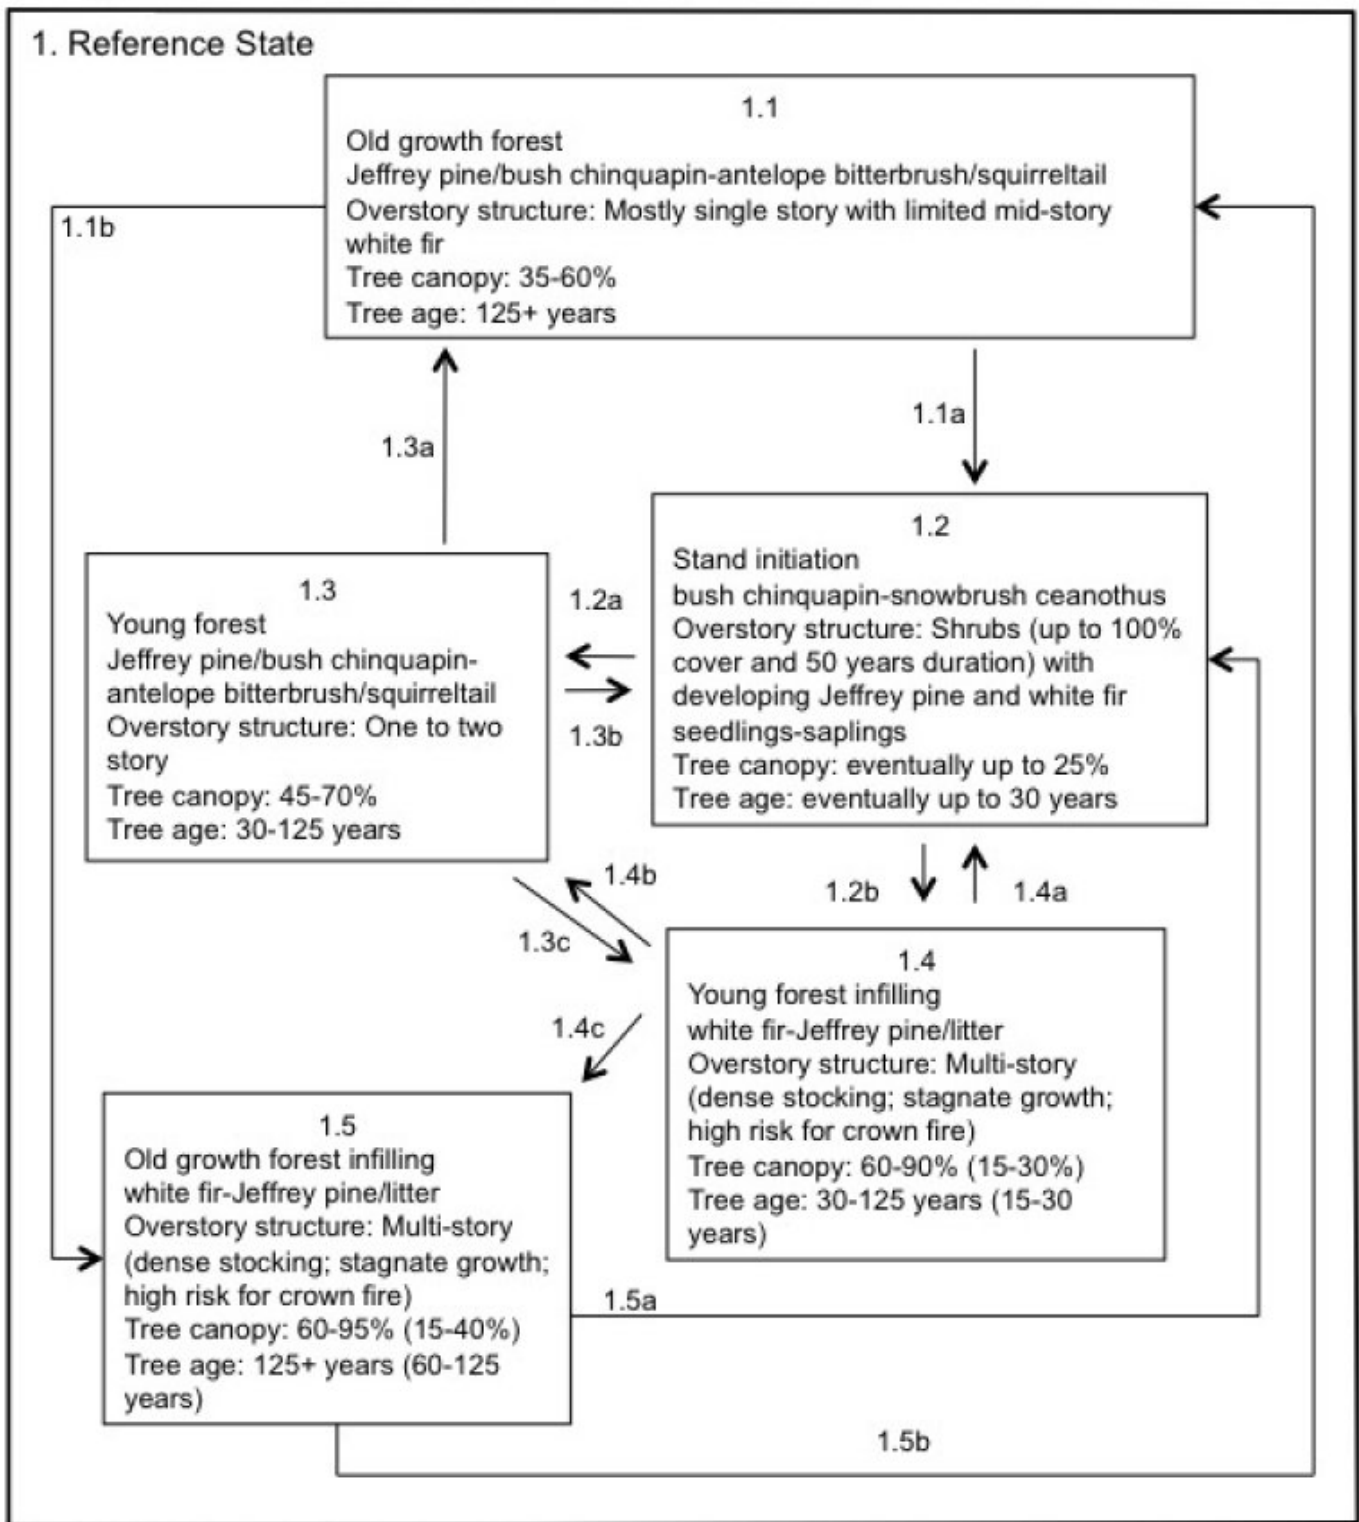 1. Reference State
1.1
Old growth forest
Jeffrey pine/bush chinquapin-antelope bitterbrush/squirreltail
Overstory structure: Mostly single story with limited mid-story
white fir
Tree canopy: 35-60%
Tree age: 125+ years
1.1b
1.3a
1.1a
1.2
Stand initiation
bush chinquapin-snowbrush ceanothus
Overstory structure: Shrubs (up to 100%
cover and 50 years duration) with
developing Jeffrey pine and white fir
seedlings-saplings
Tree canopy: eventually up to 25%
Tree age: eventually up to 30 years
1.3
Young forest
Jeffrey pine/bush chinquapin-
antelope bitterbrush/squirreltail
Overstory structure: One to two
story
Tree canopy: 45-70%
Tree age: 30-125 years
1.2a
1.3b
1.4b
1.3c
1.2b
1.4a
1.4
Young forest infilling
white fir-Jeffrey pine/litter
Overstory structure: Multi-story
(dense stocking; stagnate growth;
high risk for crown fire)
Tree canopy: 60-90% (15-30%)
Tree age: 30-125 years (15-30
years)
1.4c
1.5
Old growth forest infilling
white fir-Jeffrey pine/litter
Overstory structure: Multi-story
(dense stocking; stagnate growth;
high risk for crown fire)
Tree canopy: 60-95% (15-40%)
Tree age: 125+ years (60-125
years)
1.5a
1.5b